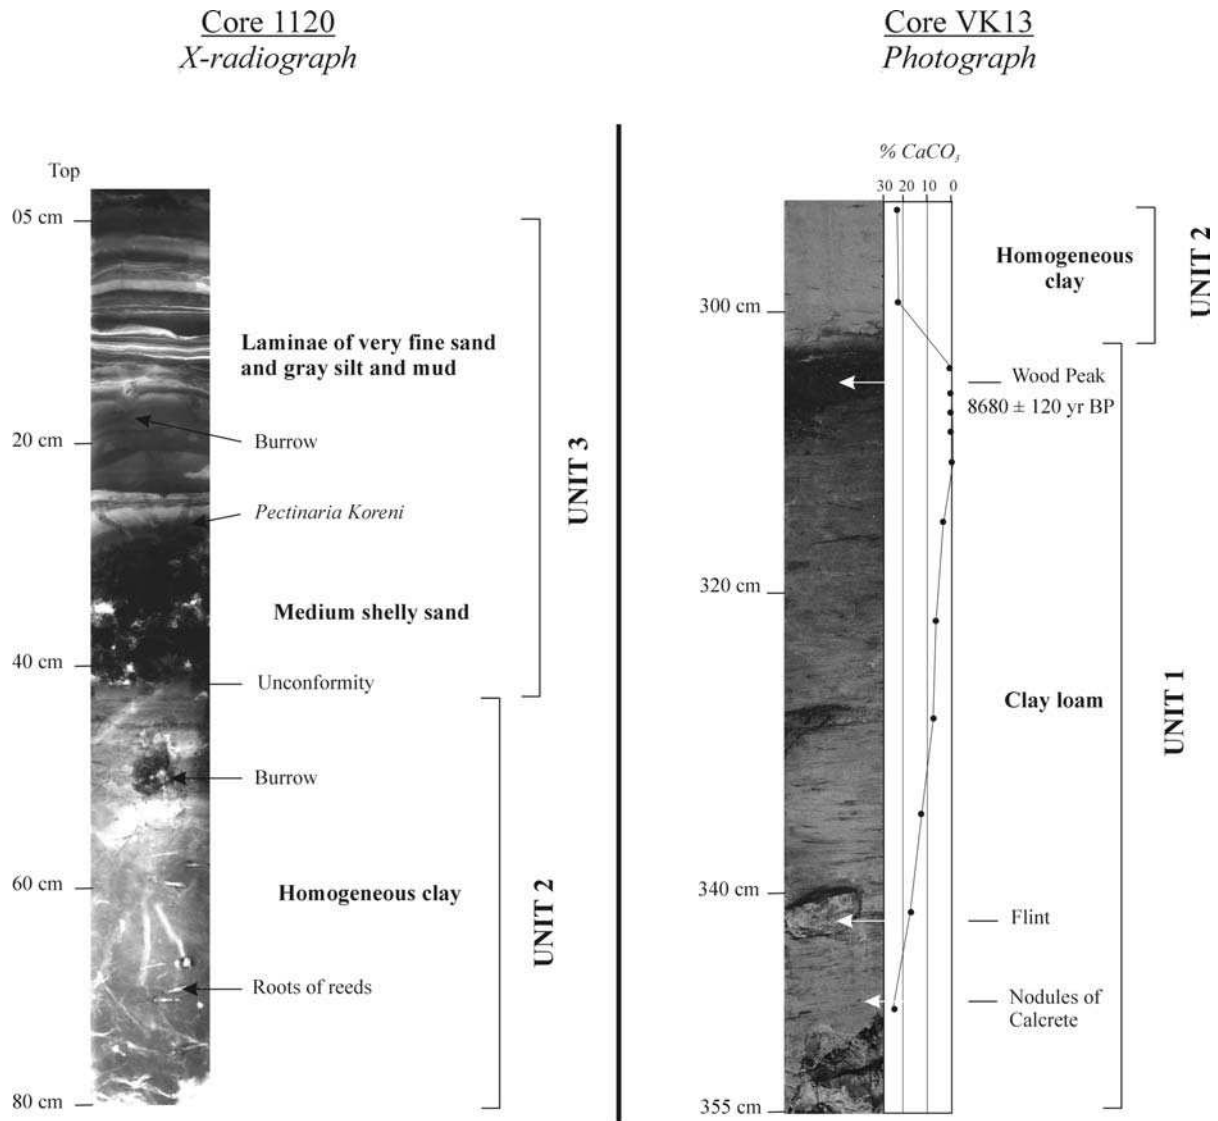 Core 1120
X-radiograph
Top
05 cm
Laminae of very fine sand
and gray silt and mud
Burrow
20 cm
Pectinaria Koreni
Medium shelly sand
40 cm
Unconformity
Burrow
60 cm
Homogeneous clay
Roots of reeds
80 cm
UNIT 3
UNIT 2
Core VK13
Photograph
% CaCO₃
30 20 10 0
Homogeneous
clay
300 cm
Wood Peak
8680 ± 120 yr BP
320 cm
Clay loam
340 cm
Flint
Nodules of
Calcrete
355 cm
UNIT 2
UNIT 1